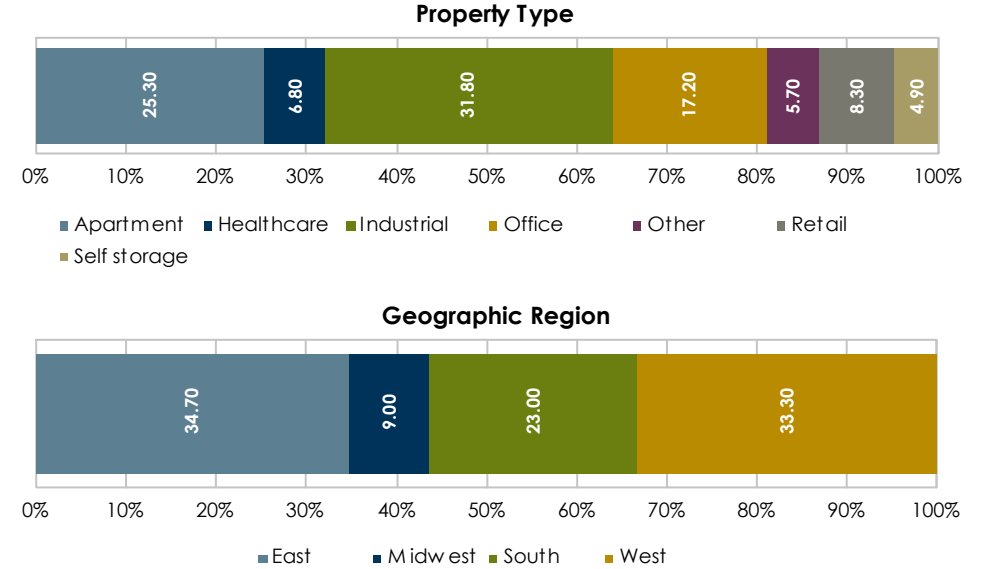 Property Type
25.30 6.80 31.80 17.20 5.70 8.30 4.90
0% 10% 20% 30% 40% 50% 60% 70% 80% 90% 100%
Apartment Healthcare Industrial Office Other Retail
Self storage
Geographic Region
34.70 9.00 23.00 33.30
0% 10% 20% 30% 40% 50% 60% 70% 80% 90% 100%
East Midwest South West